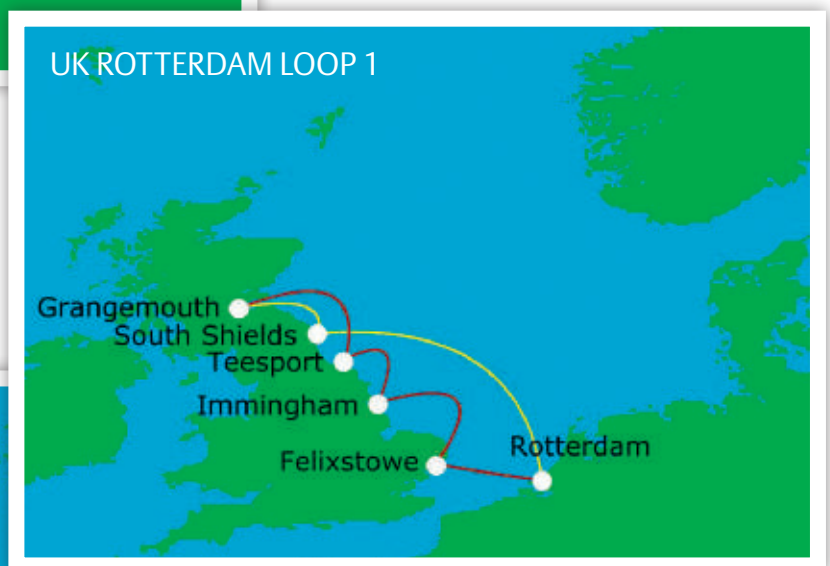 UK ROTTERDAM LOOP 1
Grangemouth
South Shields
Teesport
Immingham
Rotterdam
Felixstowe